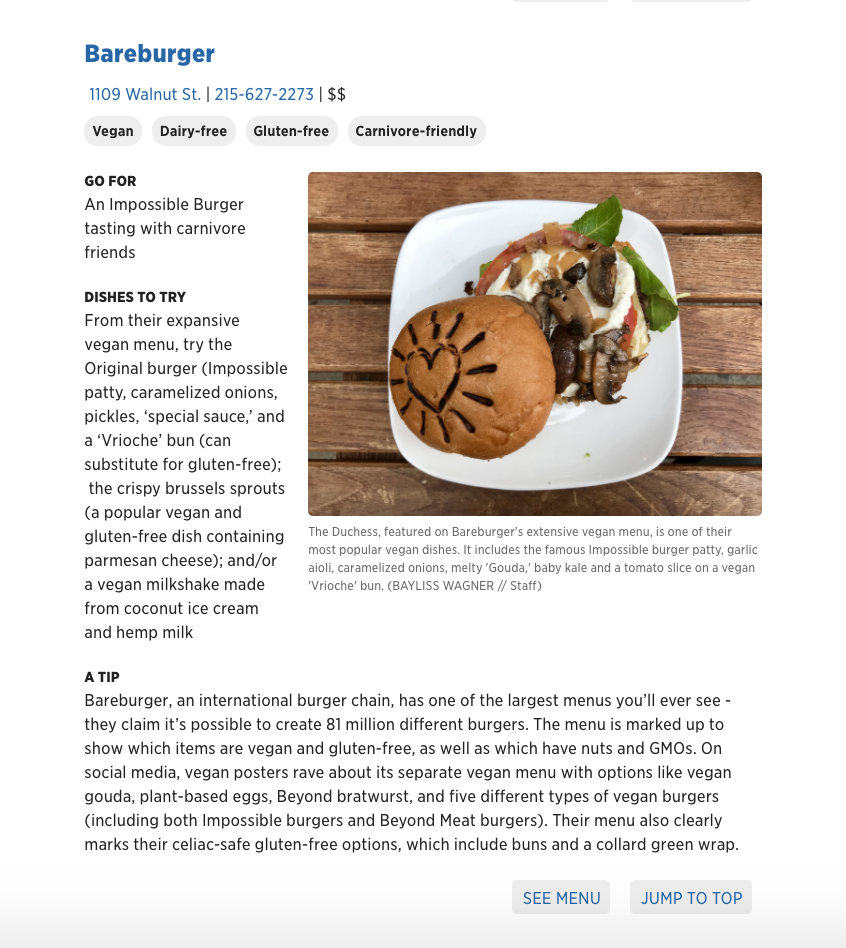 Bareburger
1109 Walnut St. | 215-627-2273 | $$
Vegan Dairy-free Gluten-free Carnivore-friendly
GO FOR
An Impossible Burger
tasting with carnivore
friends
DISHES TO TRY
From their expansive
vegan menu, try the
Original burger (Impossible
patty, caramelized onions,
pickles, ‘special sauce,’ and
a ‘Vrioche’ bun (can
substitute for gluten-free);
the crispy brussels sprouts
(a popular vegan and
gluten-free dish containing
parmesan cheese); and/or
a vegan milkshake made
from coconut ice cream
and hemp milk
The Duchess, featured on Bareburger's extensive vegan menu, is one of their
most popular vegan dishes. It includes the famous Impossible burger patty, garlic
aioli, caramelized onions, melty 'Gouda,' baby kale and a tomato slice on a vegan
'Vrioche' bun. (BAYLISS WAGNER // Staff)
A TIP
Bareburger, an international burger chain, has one of the largest menus you’ll ever see -
they claim it’s possible to create 81 million different burgers. The menu is marked up to
show which items are vegan and gluten-free, as well as which have nuts and GMOs. On
social media, vegan posters rave about its separate vegan menu with options like vegan
gouda, plant-based eggs, Beyond bratwurst, and five different types of vegan burgers
(including both Impossible burgers and Beyond Meat burgers). Their menu also clearly
marks their celiac-safe gluten-free options, which include buns and a collard green wrap.
SEE MENU JUMP TO TOP